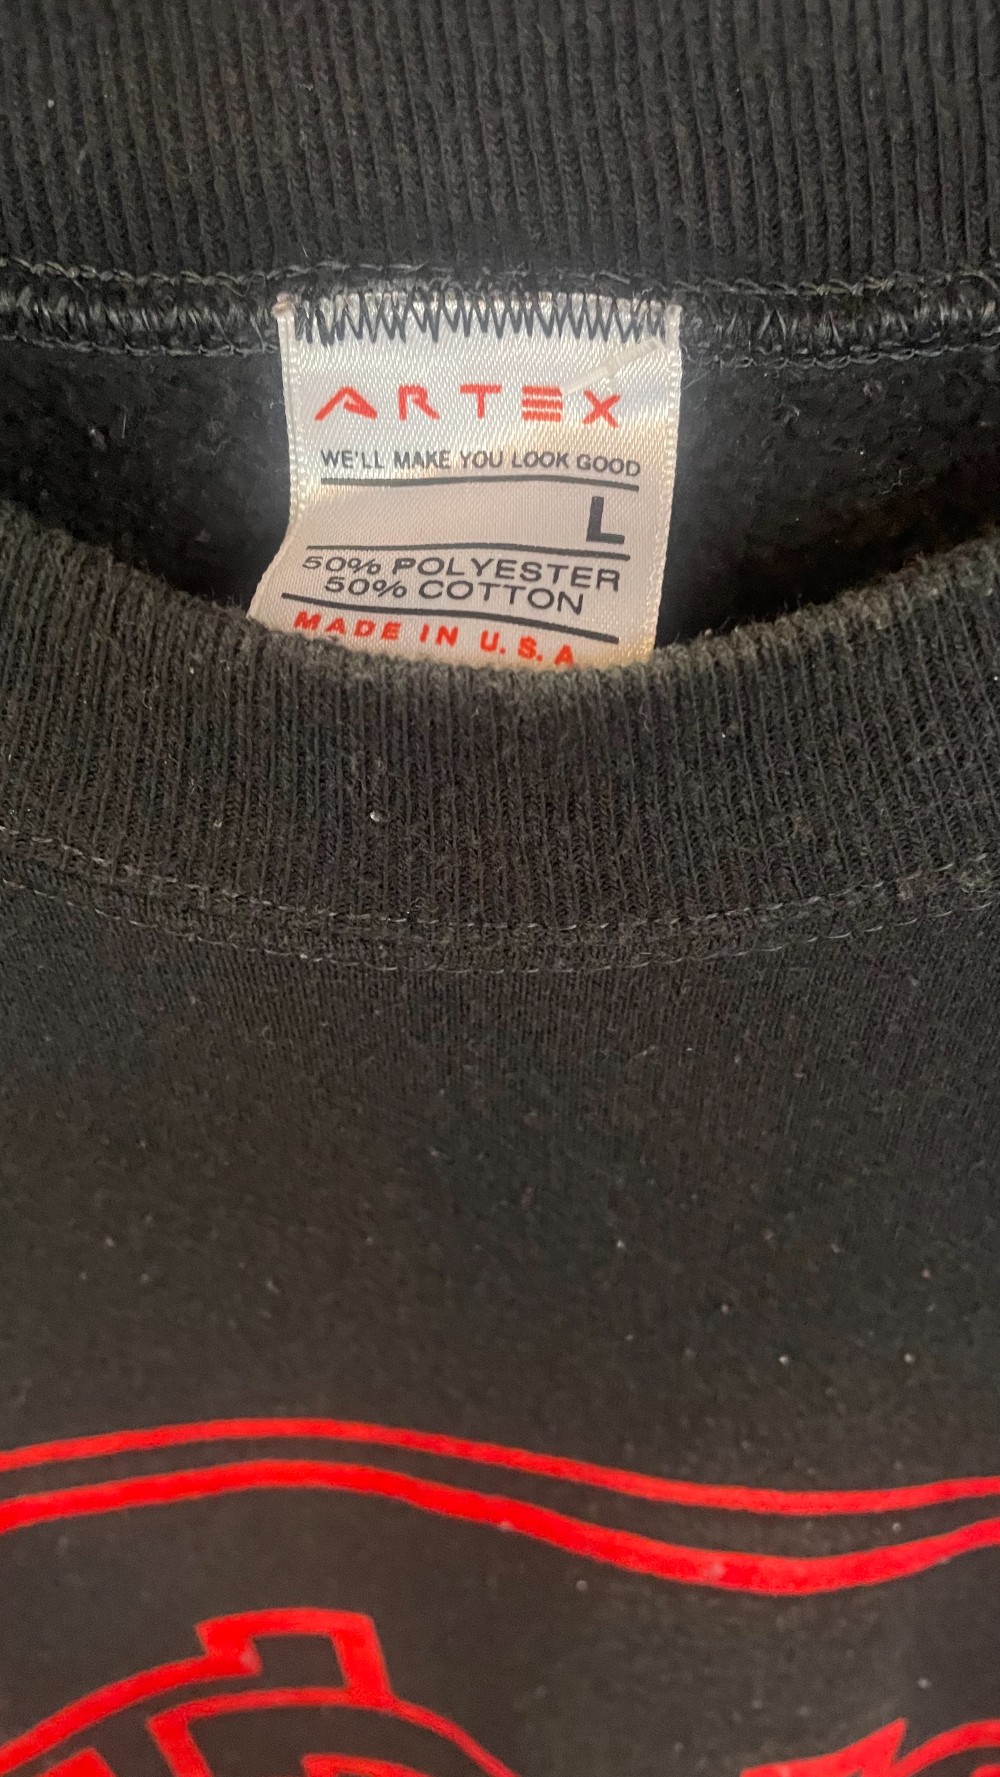 ARTEX
WE'LL MAKE YOU LOOK GOOD
L
50% POLYESTER
50% COTTON
MADE IN U.S.A